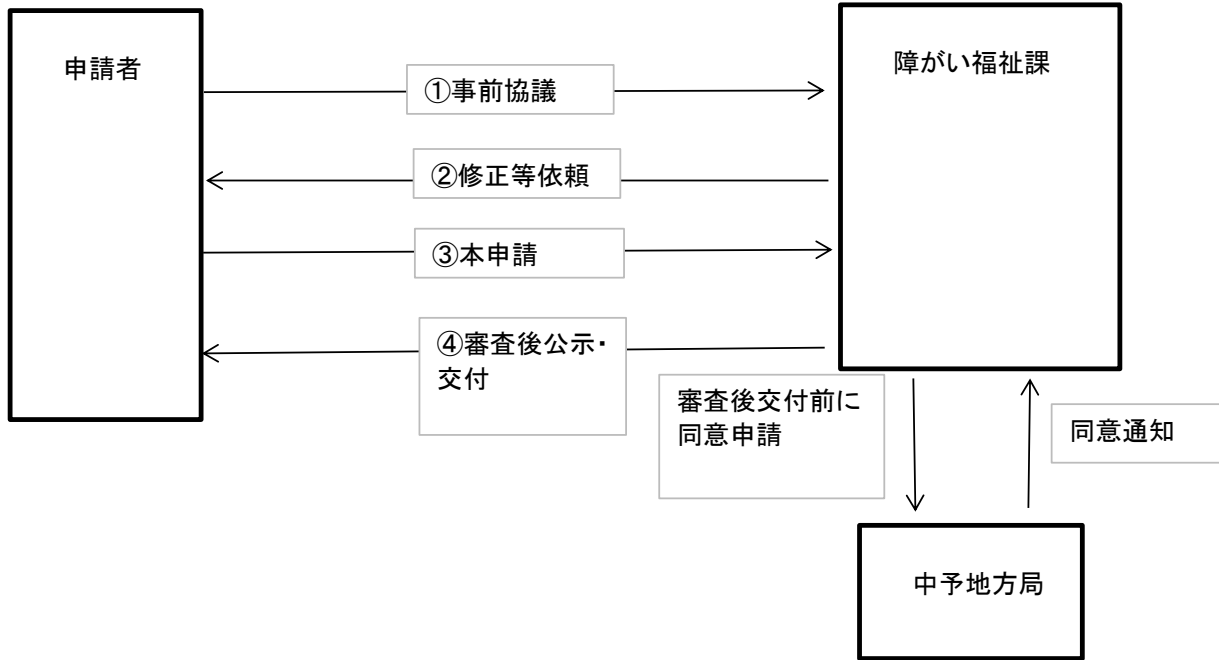 申請者
障がい福祉課
①事前協議
②修正等依頼
③本申請
④審査後公示・
交付
審査後交付前に
同意申請
同意通知
中予地方局